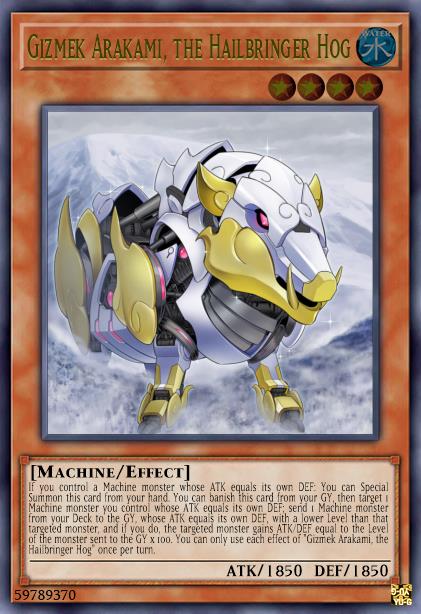 Gizmek Arakami, the Hailbringer Hog
WATER
水
[Machine/Effect]
If you control a Machine monster whose ATK equals its own DEF: You can Special
Summon this card from your hand. You can banish this card from your GY, then target 1
Machine monster you control whose ATK equals its own DEF; send 1 Machine monster
from your Deck to the GY, whose ATK equals its own DEF, with a lower Level than that
targeted monster, and if you do, the targeted monster gains ATK/DEF equal to the Level
of the monster sent to the GY x 100. You can only use each effect of "Gizmek Arakami, the
Hailbringer Hog" once per turn.
ATK/1850 DEF/1850
59789370